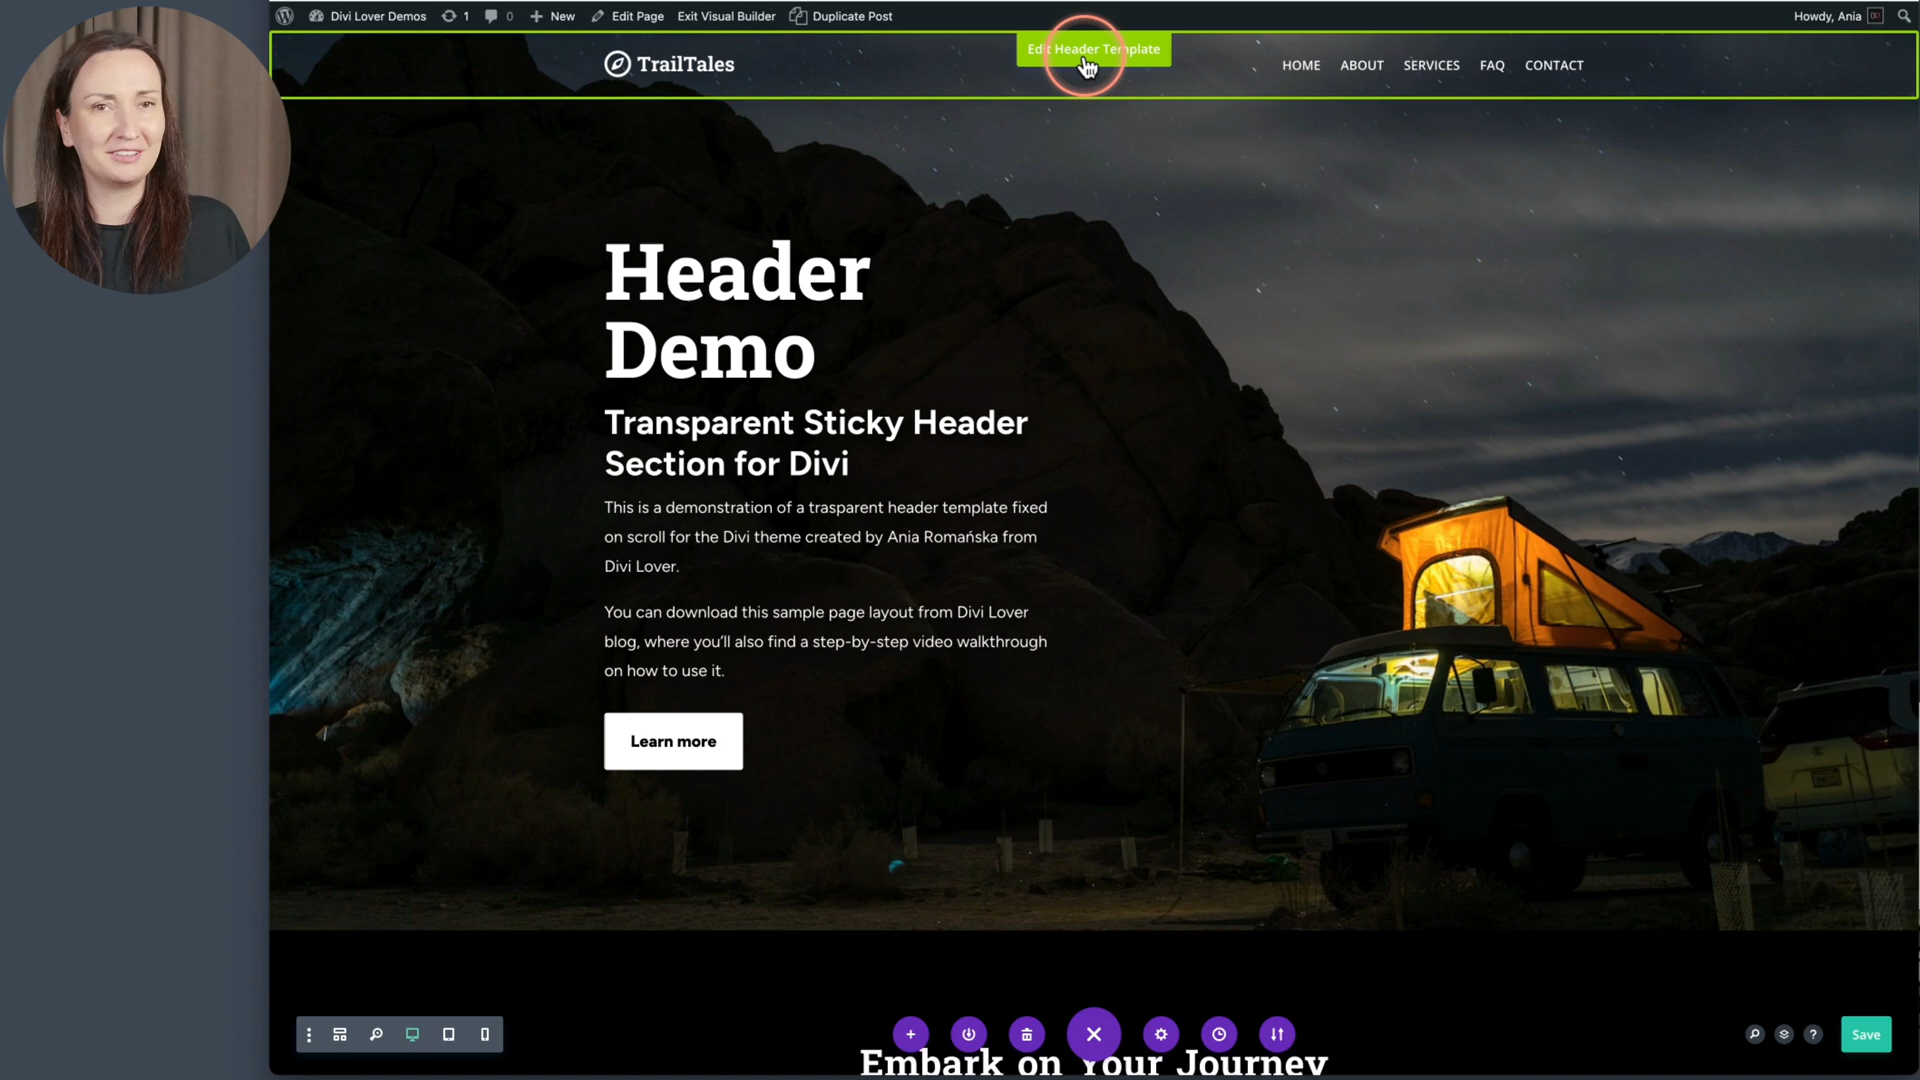 Divi Lover Demos 1 0 New Edit Page Exit Visual Builder Duplicate Post Howdy, Ania
TrailTales
Edit Header Template
HOME ABOUT SERVICES FAQ CONTACT
Header
Demo
Transparent Sticky Header
Section for Divi
This is a demonstration of a trasparent header template fixed
on scroll for the Divi theme created by Ania Romańska from
Divi Lover.
You can download this sample page layout from Divi Lover
blog, where you'll also find a step-by-step video walkthrough
on how to use it.
Learn more
Save
Embark on Your Journey